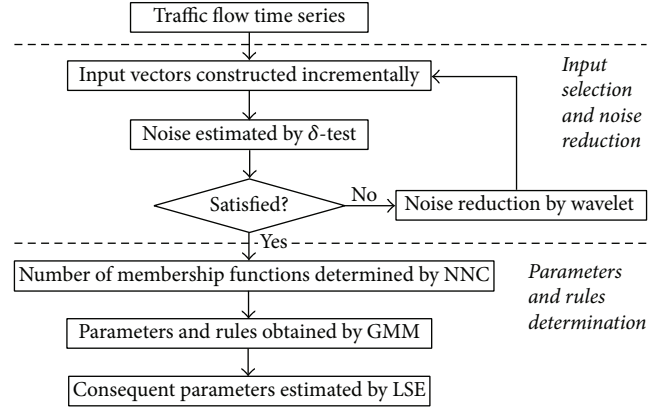 Traffic flow time series
Input vectors constructed incrementally
Input
selection
and noise
reduction
Noise estimated by δ-test
Satisfied?
No
Noise reduction by wavelet
Yes
Number of membership functions determined by NNC
Parameters
and rules
determination
Parameters and rules obtained by GMM
Consequent parameters estimated by LSE